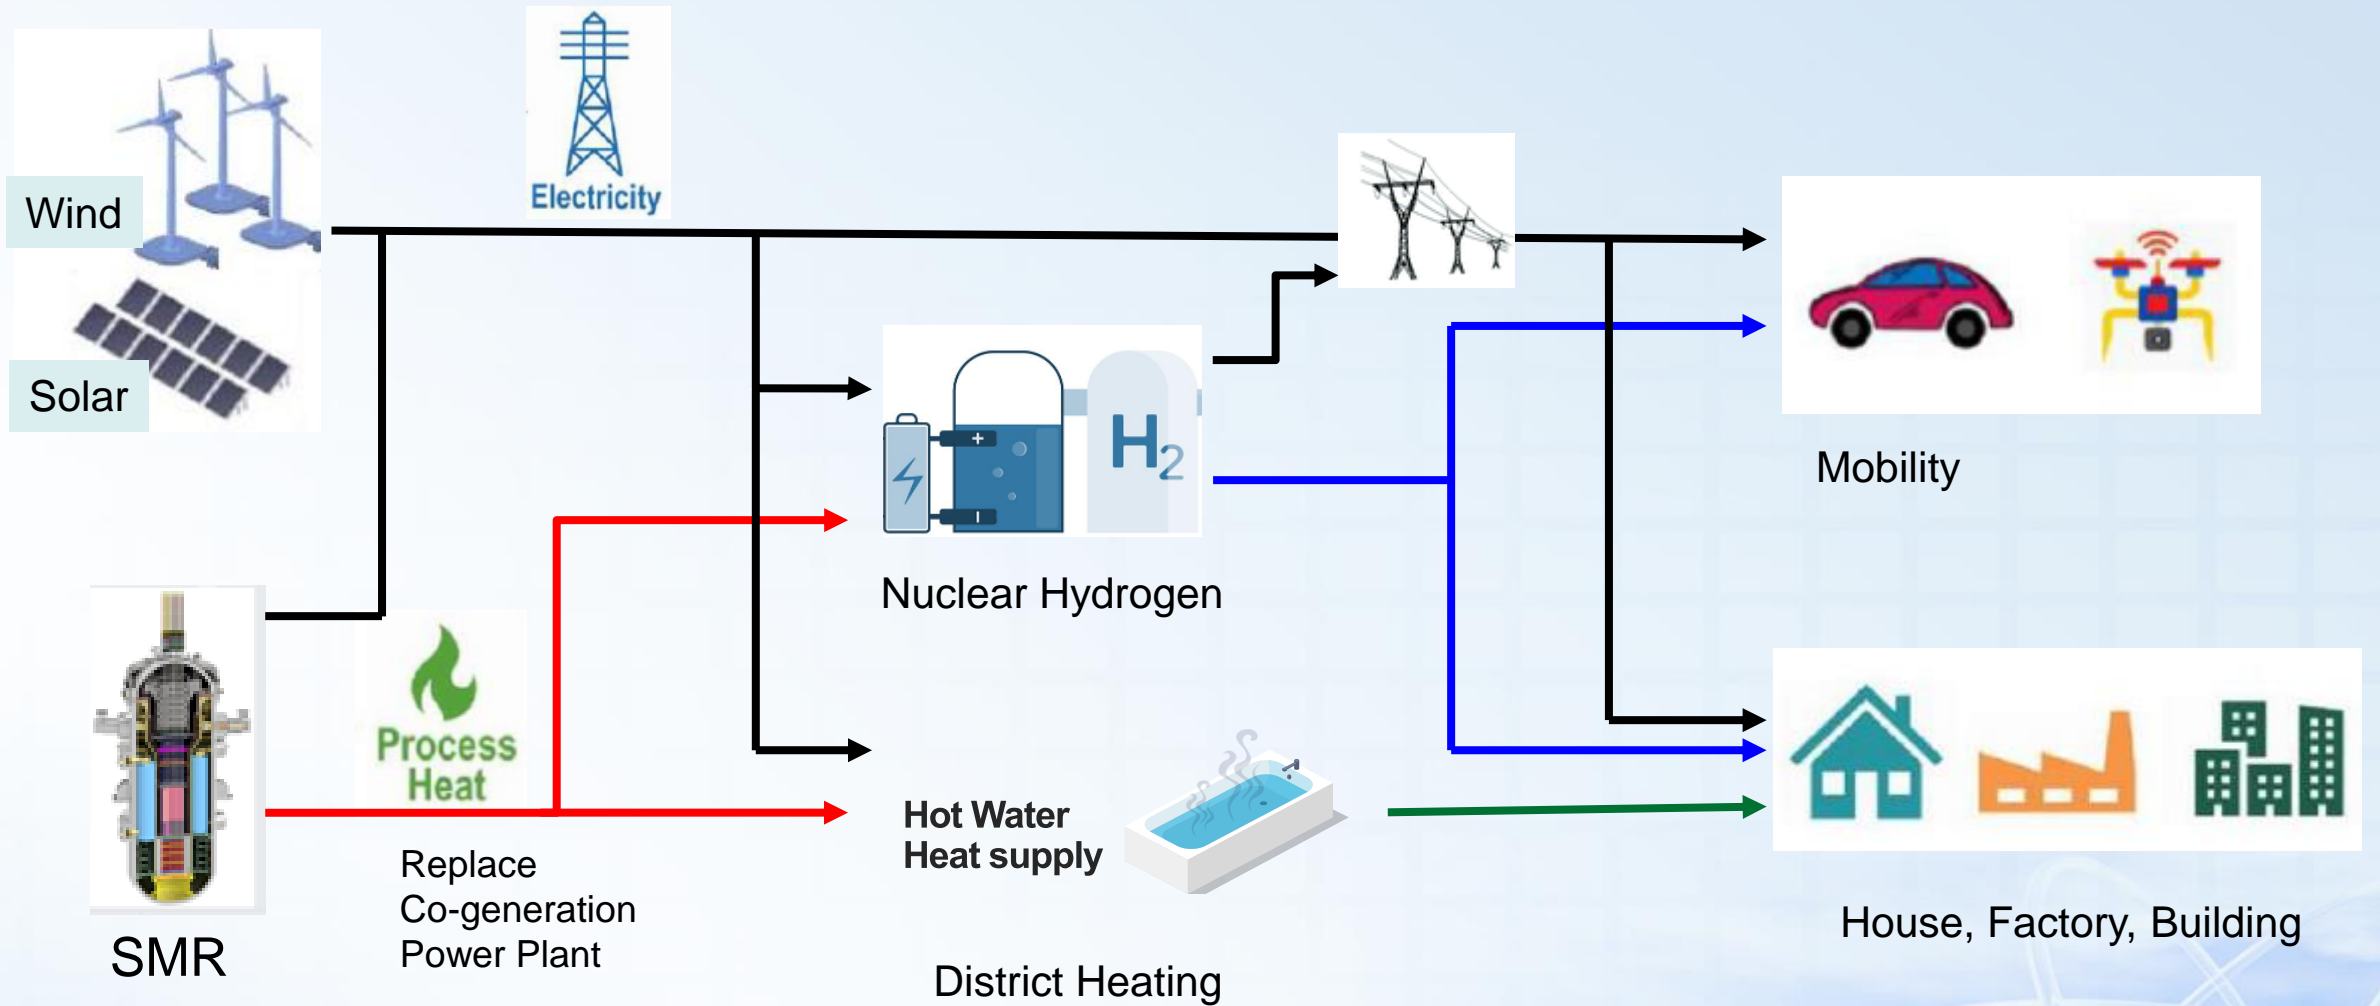 Wind
Electricity
Solar
+
H2
Nuclear Hydrogen
Mobility
Process
Heat
Hot Water
Heat supply
Replace
Co-generation
Power Plant
SMR
District Heating
House, Factory, Building